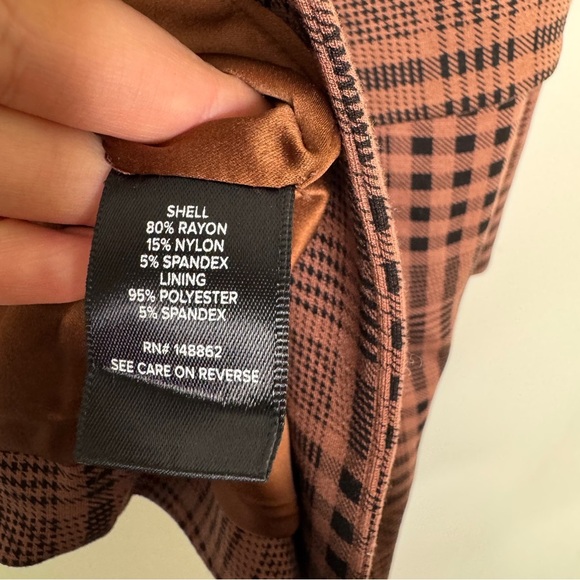 SHELL
80% RAYON
15% NYLON
5% SPANDEX
LINING
95% POLYESTER
5% SPANDEX
RN# 148862
SEE CARE ON REVERSE